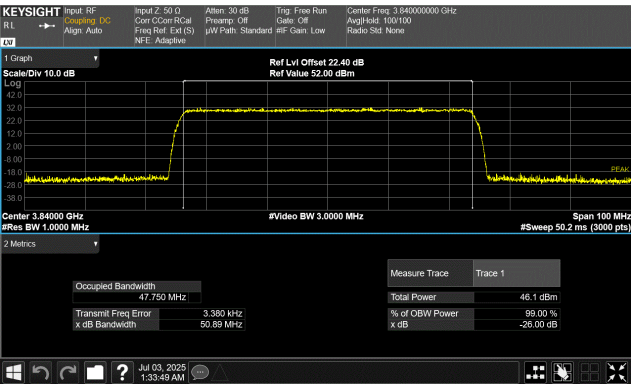 KEYSIGHT Input: RF Input Z: 50 Ω Atten: 30 dB Trig: Free Run Center Freq: 3.840000000 GHz
RL Coupling: DC Corr CCorr RCal Preamp: Off Gate: Off Avg|Hold: 100/100
Align: Auto Freq Ref: Ext (S) µW Path: Standard #IF Gain: Low Radio Std: None
LXI NFE: Adaptive
1 Graph
Ref Lvl Offset 22.40 dB
Scale/Div 10.0 dB Ref Value 52.00 dBm
Log
42.0
32.0
22.0
12.0
2.00
-8.00
-18.0
PEAK
-28.0
-38.0
Center 3.84000 GHz #Video BW 3.0000 MHz Span 100 MHz
#Res BW 1.0000 MHz #Sweep 50.2 ms (3000 pts)
2 Metrics
Measure Trace Trace 1
Occupied Bandwidth
47.750 MHz Total Power 46.1 dBm
Transmit Freq Error 3.380 kHz % of OBW Power 99.00 %
x dB Bandwidth 50.89 MHz x dB -26.00 dB
? Jul 03, 2025
1:33:49 AM